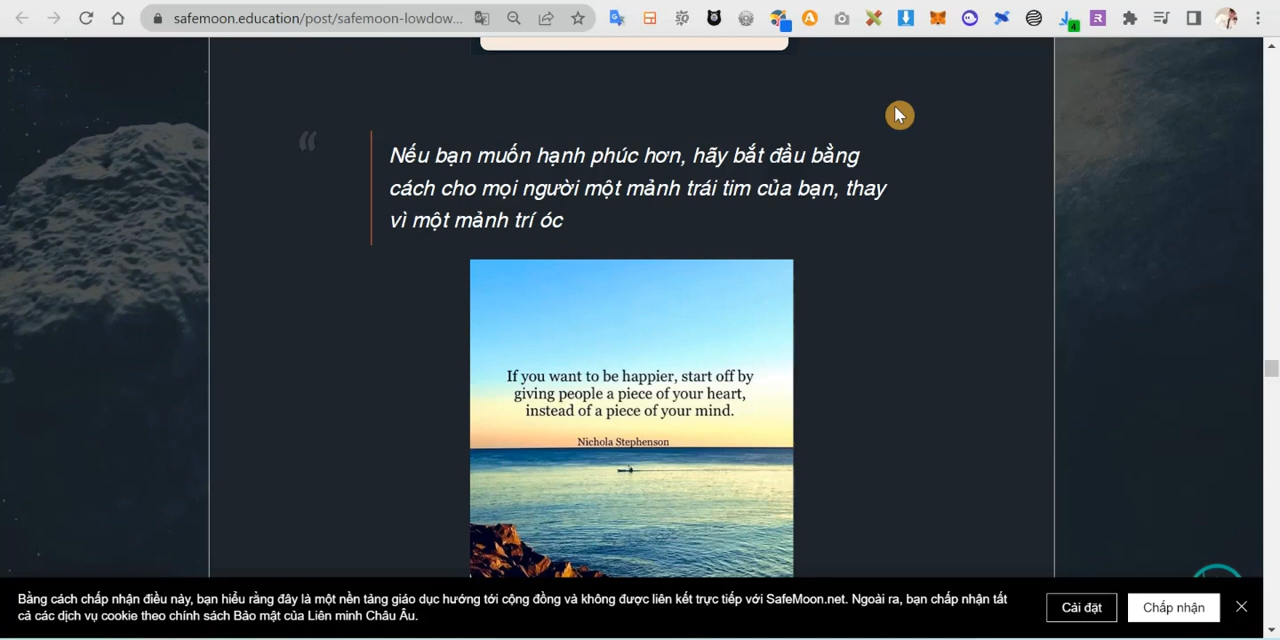 safemoon.education/post/safemoon-lowdow...
Nếu bạn muốn hạnh phúc hơn, hãy bắt đầu bằng
cách cho mọi người một mảnh trái tim của bạn, thay
vì một mảnh trí óc
If you want to be happier, start off by
giving people a piece of your heart,
instead of a piece of your mind.
Nichola Stephenson
Bằng cách chấp nhận điều này, bạn hiểu rằng đây là một nền tảng giáo dục hướng tới cộng đồng và không được liên kết trực tiếp với SafeMoon.net. Ngoài ra, bạn chấp nhận tất
cả các dịch vụ cookie theo chính sách Bảo mật của Liên minh Châu Âu.
Cài đặt
Chấp nhận